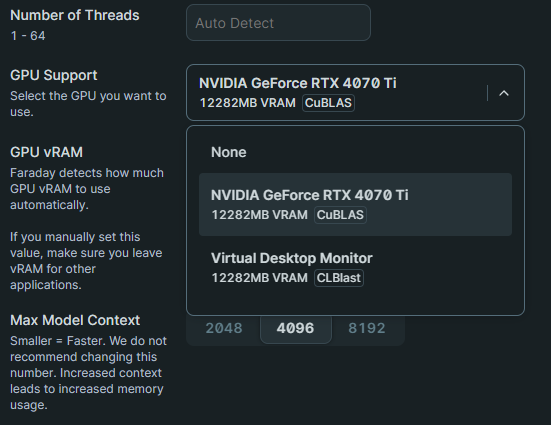 Number of Threads
1 - 64
Auto Detect
GPU Support
Select the GPU you want to
use.
NVIDIA GeForce RTX 4070 Ti
12282MB VRAM CuBLAS
None
NVIDIA GeForce RTX 4070 Ti
12282MB VRAM CuBLAS
Virtual Desktop Monitor
12282MB VRAM CLBlast
GPU vRAM
Faraday detects how much
GPU vRAM to use
automatically.
If you manually set this
value, make sure you leave
vRAM for other
applications.
Max Model Context
Smaller = Faster. We do not
recommend changing this
number. Increased context
leads to increased memory
usage.
2048 4096 8192